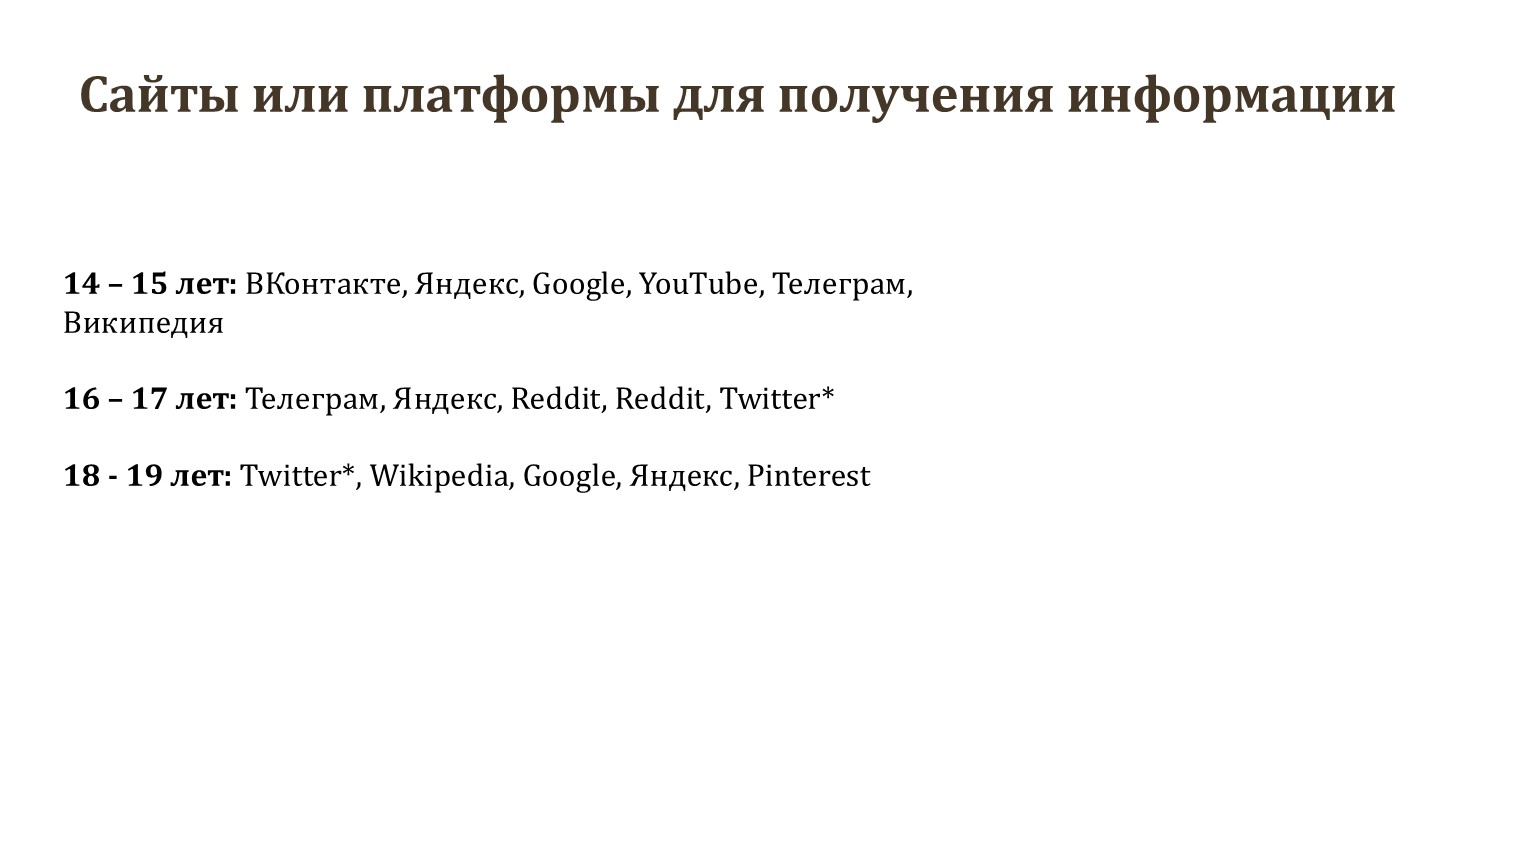 Сайты или платформы для получения информации
14 – 15 лет: ВКонтакте, Яндекс, Google, YouTube, Телеграм,
Википедия
16 – 17 лет: Телеграм, Яндекс, Reddit, Reddit, Twitter*
18 - 19 лет: Twitter*, Wikipedia, Google, Яндекс, Pinterest